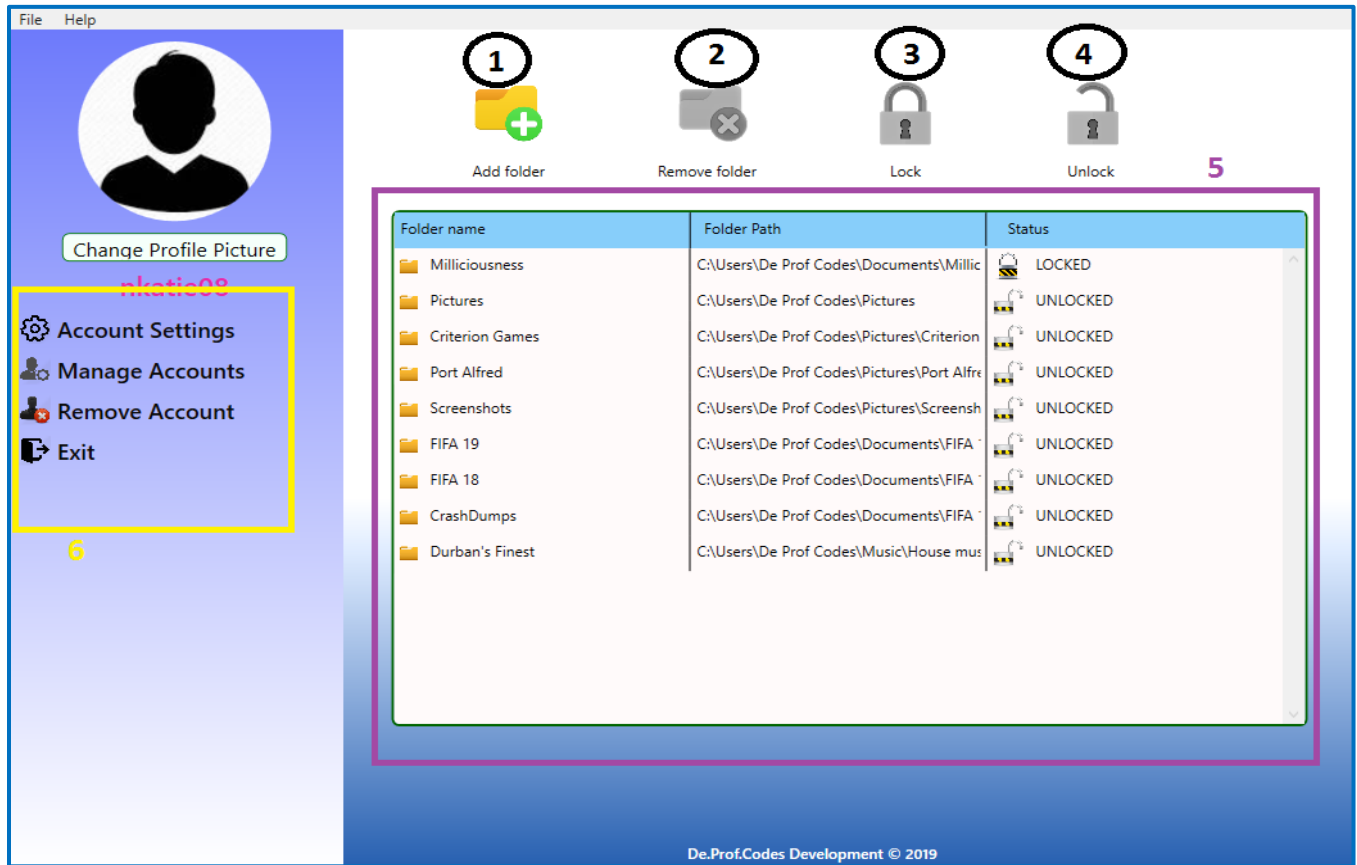 File Help
1 2 3 4
Add folder Remove folder Lock Unlock 5
Change Profile Picture
nkatie08
Account Settings
Manage Accounts
Remove Account
Exit
6
Folder name Folder Path Status
Milliciousness C:\Users\De Prof Codes\Documents\Millic LOCKED
Pictures C:\Users\De Prof Codes\Pictures UNLOCKED
Criterion Games C:\Users\De Prof Codes\Pictures\Criterion UNLOCKED
Port Alfred C:\Users\De Prof Codes\Pictures\Port Alfre UNLOCKED
Screenshots C:\Users\De Prof Codes\Pictures\Screensh UNLOCKED
FIFA 19 C:\Users\De Prof Codes\Documents\FIFA UNLOCKED
FIFA 18 C:\Users\De Prof Codes\Documents\FIFA UNLOCKED
CrashDumps C:\Users\De Prof Codes\Documents\FIFA UNLOCKED
Durban's Finest C:\Users\De Prof Codes\Music\House mus UNLOCKED
De.Prof.Codes Development © 2019